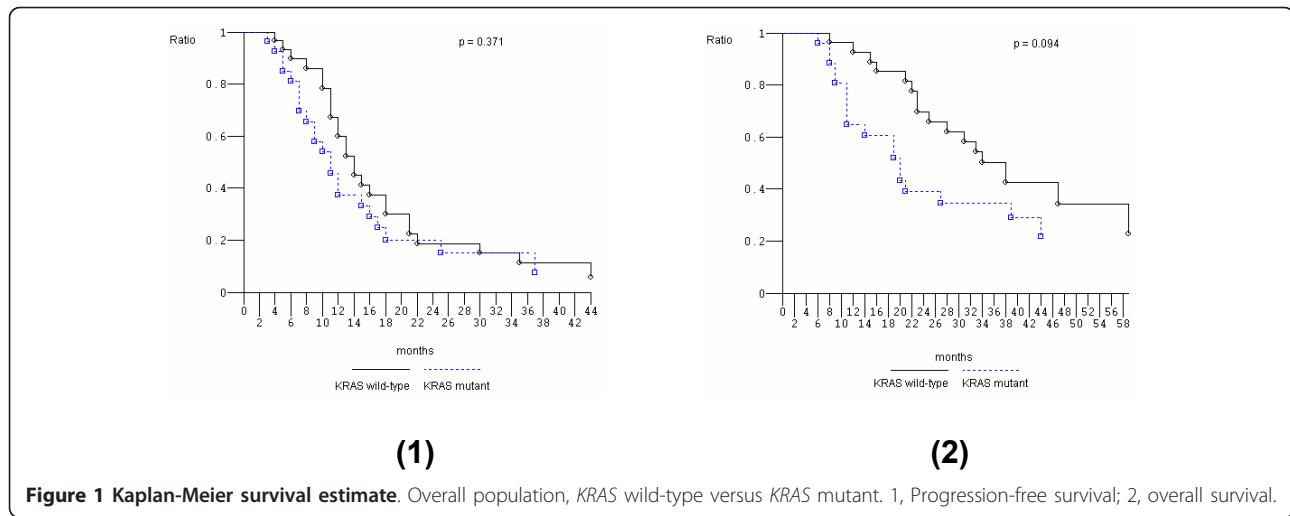 Ratio
p = 0.371
1
0.8
0.6
0.4
0.2
0
0 4 6 8 10 12 14 16 18 20 22 24 26 28 30 32 34 36 38 40 42 44
2
months
KRAS wild-type KRAS mutant
(1)
Ratio
p = 0.094
1
0.8
0.6
0.4
0.2
0
0 2 4 6 8 10 12 14 16 18 20 22 24 26 28 30 32 34 36 38 40 42 44 46 48 50 52 54 56 58
months
KRAS wild-type KRAS mutant
(2)
Figure 1 Kaplan-Meier survival estimate. Overall population, KRAS wild-type versus KRAS mutant. 1, Progression-free survival; 2, overall survival.